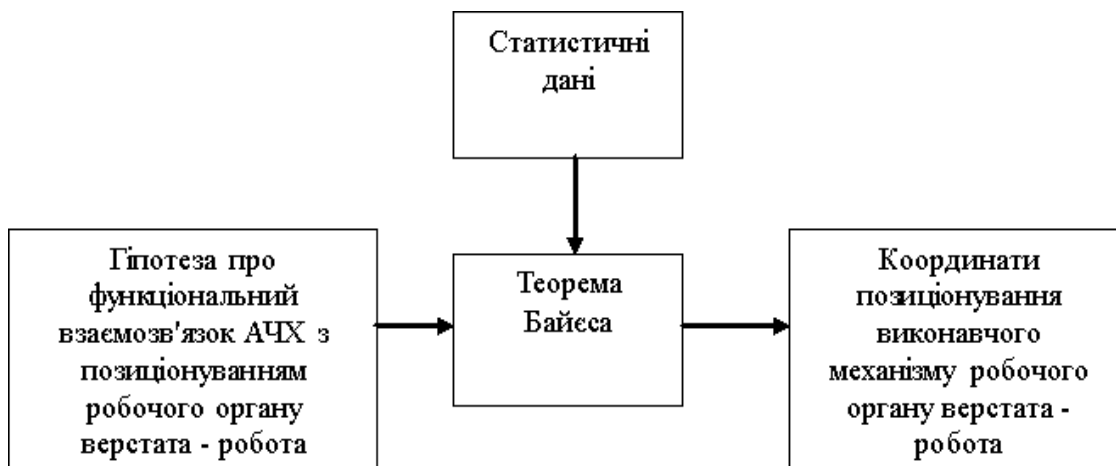 Статистичні
дані
Гіпотеза про
функціональний
взаємозв'язок АЧХ з
позиціонуванням
робочого органу
верстата - робота
Теорема
Байєса
Координати
позиціонування
виконавчого
механізму робочого
органу верстата -
робота